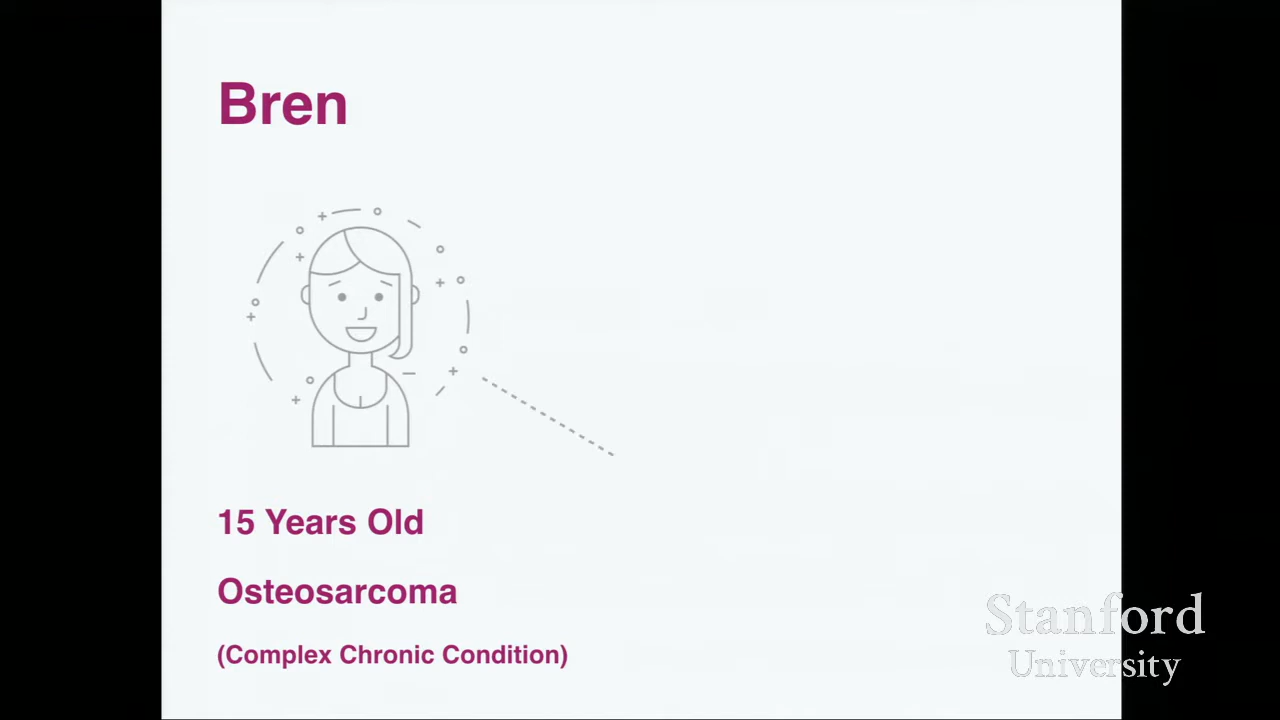 Bren
15 Years Old
Osteosarcoma
(Complex Chronic Condition)
Stanford
University